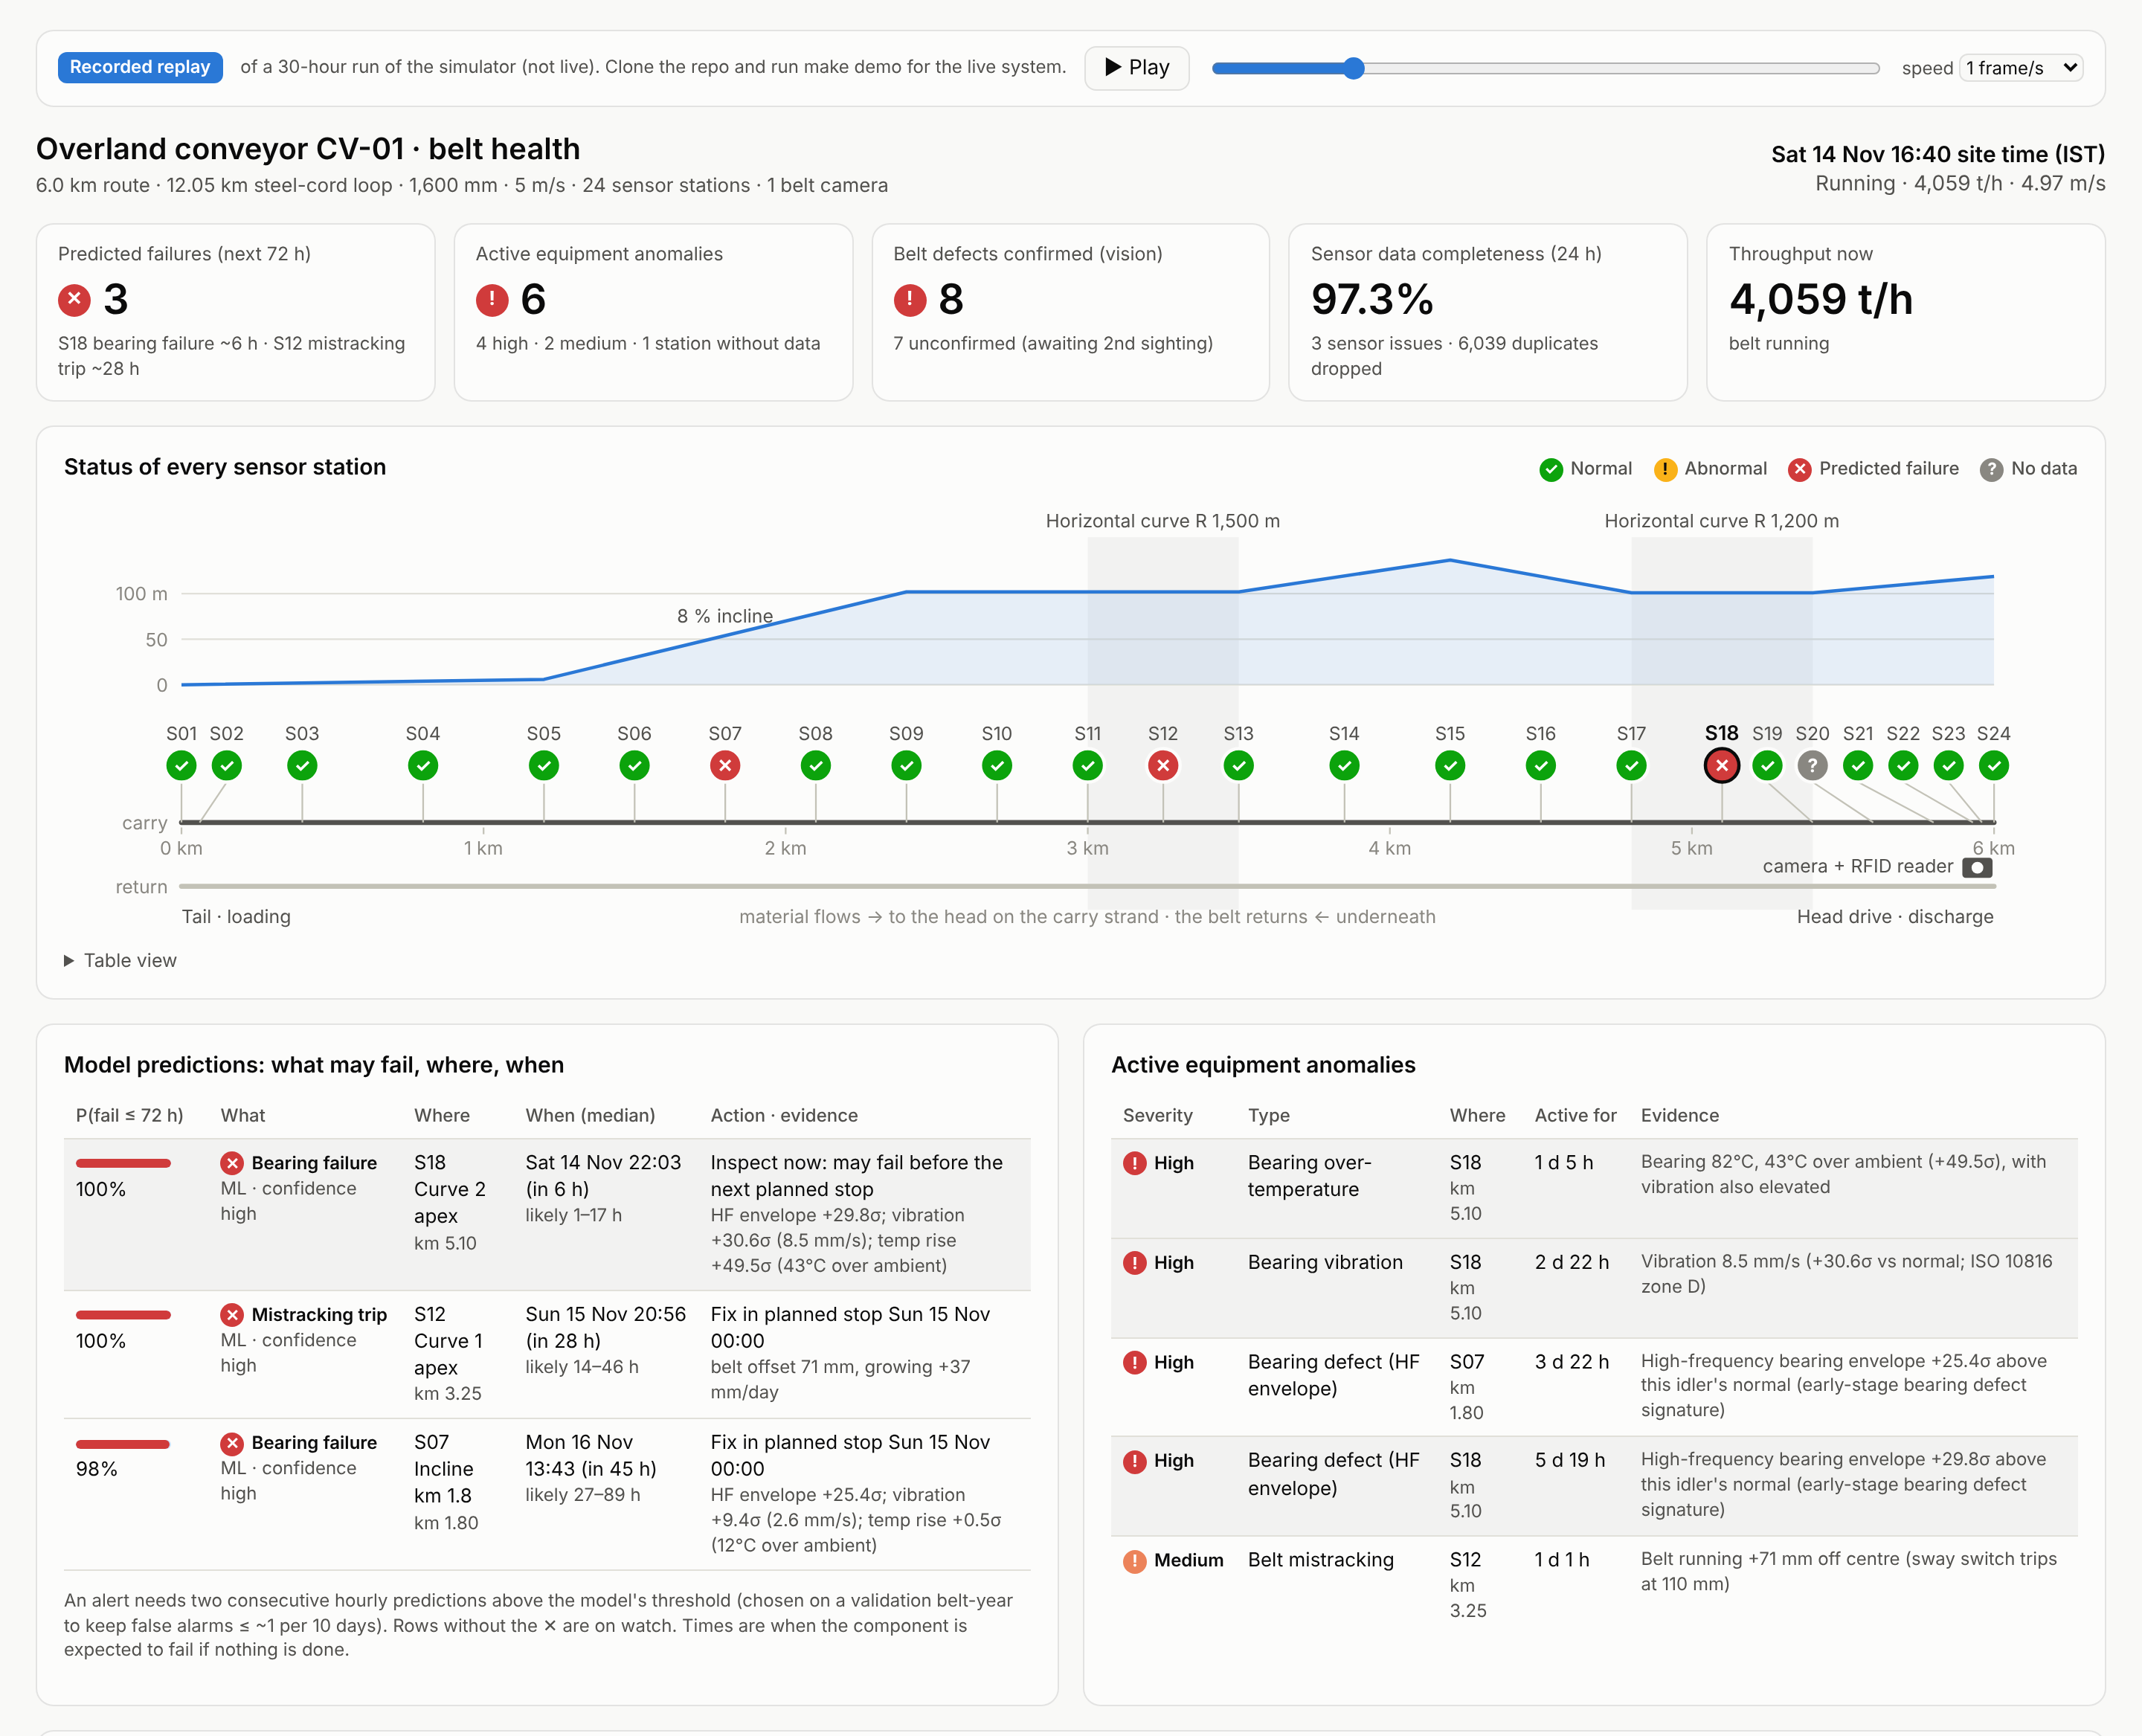 Recorded replay of a 30-hour run of the simulator (not live). Clone the repo and run make demo for the live system. ▶ Play speed 1 frame/s
Overland conveyor CV-01 · belt health
6.0 km route · 12.05 km steel-cord loop · 1,600 mm · 5 m/s · 24 sensor stations · 1 belt camera
Sat 14 Nov 16:40 site time (IST)
Running · 4,059 t/h · 4.97 m/s
Predicted failures (next 72 h)
3
S18 bearing failure ~6 h · S12 mistracking
trip ~28 h
Active equipment anomalies
6
4 high · 2 medium · 1 station without data
Belt defects confirmed (vision)
8
7 unconfirmed (awaiting 2nd sighting)
Sensor data completeness (24 h)
97.3%
3 sensor issues · 6,039 duplicates
dropped
Throughput now
4,059 t/h
belt running
Status of every sensor station
Normal Abnormal Predicted failure No data
Horizontal curve R 1,500 m Horizontal curve R 1,200 m
100 m
8 % incline
50
0
S01 S02 S03 S04 S05 S06 S07 S08 S09 S10 S11 S12 S13 S14 S15 S16 S17 S18 S19 S20 S21 S22 S23 S24
carry
0 km 1 km 2 km 3 km 4 km 5 km 6 km
camera + RFID reader
return
Tail · loading material flows → to the head on the carry strand · the belt returns ← underneath Head drive · discharge
▶ Table view
Model predictions: what may fail, where, when
P(fail ≤ 72 h) What Where When (median) Action · evidence
100%
Bearing failure
ML · confidence
high
S18
Curve 2
apex
km 5.10
Sat 14 Nov 22:03
(in 6 h)
likely 1–17 h
Inspect now: may fail before the
next planned stop
HF envelope +29.8σ; vibration
+30.6σ (8.5 mm/s); temp rise
+49.5σ (43°C over ambient)
100%
Mistracking trip
ML · confidence
high
S12
Curve 1
apex
km 3.25
Sun 15 Nov 20:56
(in 28 h)
likely 14–46 h
Fix in planned stop Sun 15 Nov
00:00
belt offset 71 mm, growing +37
mm/day
98%
Bearing failure
ML · confidence
high
S07
Incline
km 1.8
km 1.80
Mon 16 Nov
13:43 (in 45 h)
likely 27–89 h
Fix in planned stop Sun 15 Nov
00:00
HF envelope +25.4σ; vibration
+9.4σ (2.6 mm/s); temp rise +0.5σ
(12°C over ambient)
An alert needs two consecutive hourly predictions above the model's threshold (chosen on a validation belt-year
to keep false alarms ≤ ~1 per 10 days). Rows without the ✕ are on watch. Times are when the component is
expected to fail if nothing is done.
Active equipment anomalies
Severity Type Where Active for Evidence
High
Bearing over-
temperature
S18
km
5.10
1 d 5 h
Bearing 82°C, 43°C over ambient (+49.5σ), with
vibration also elevated
High
Bearing vibration
S18
km
5.10
2 d 22 h
Vibration 8.5 mm/s (+30.6σ vs normal; ISO 10816
zone D)
High
Bearing defect (HF
envelope)
S07
km
1.80
3 d 22 h
High-frequency bearing envelope +25.4σ above
this idler's normal (early-stage bearing defect
signature)
High
Bearing defect (HF
envelope)
S18
km
5.10
5 d 19 h
High-frequency bearing envelope +29.8σ above
this idler's normal (early-stage bearing defect
signature)
Medium
Belt mistracking
S12
km
3.25
1 d 1 h
Belt running +71 mm off centre (sway switch trips
at 110 mm)